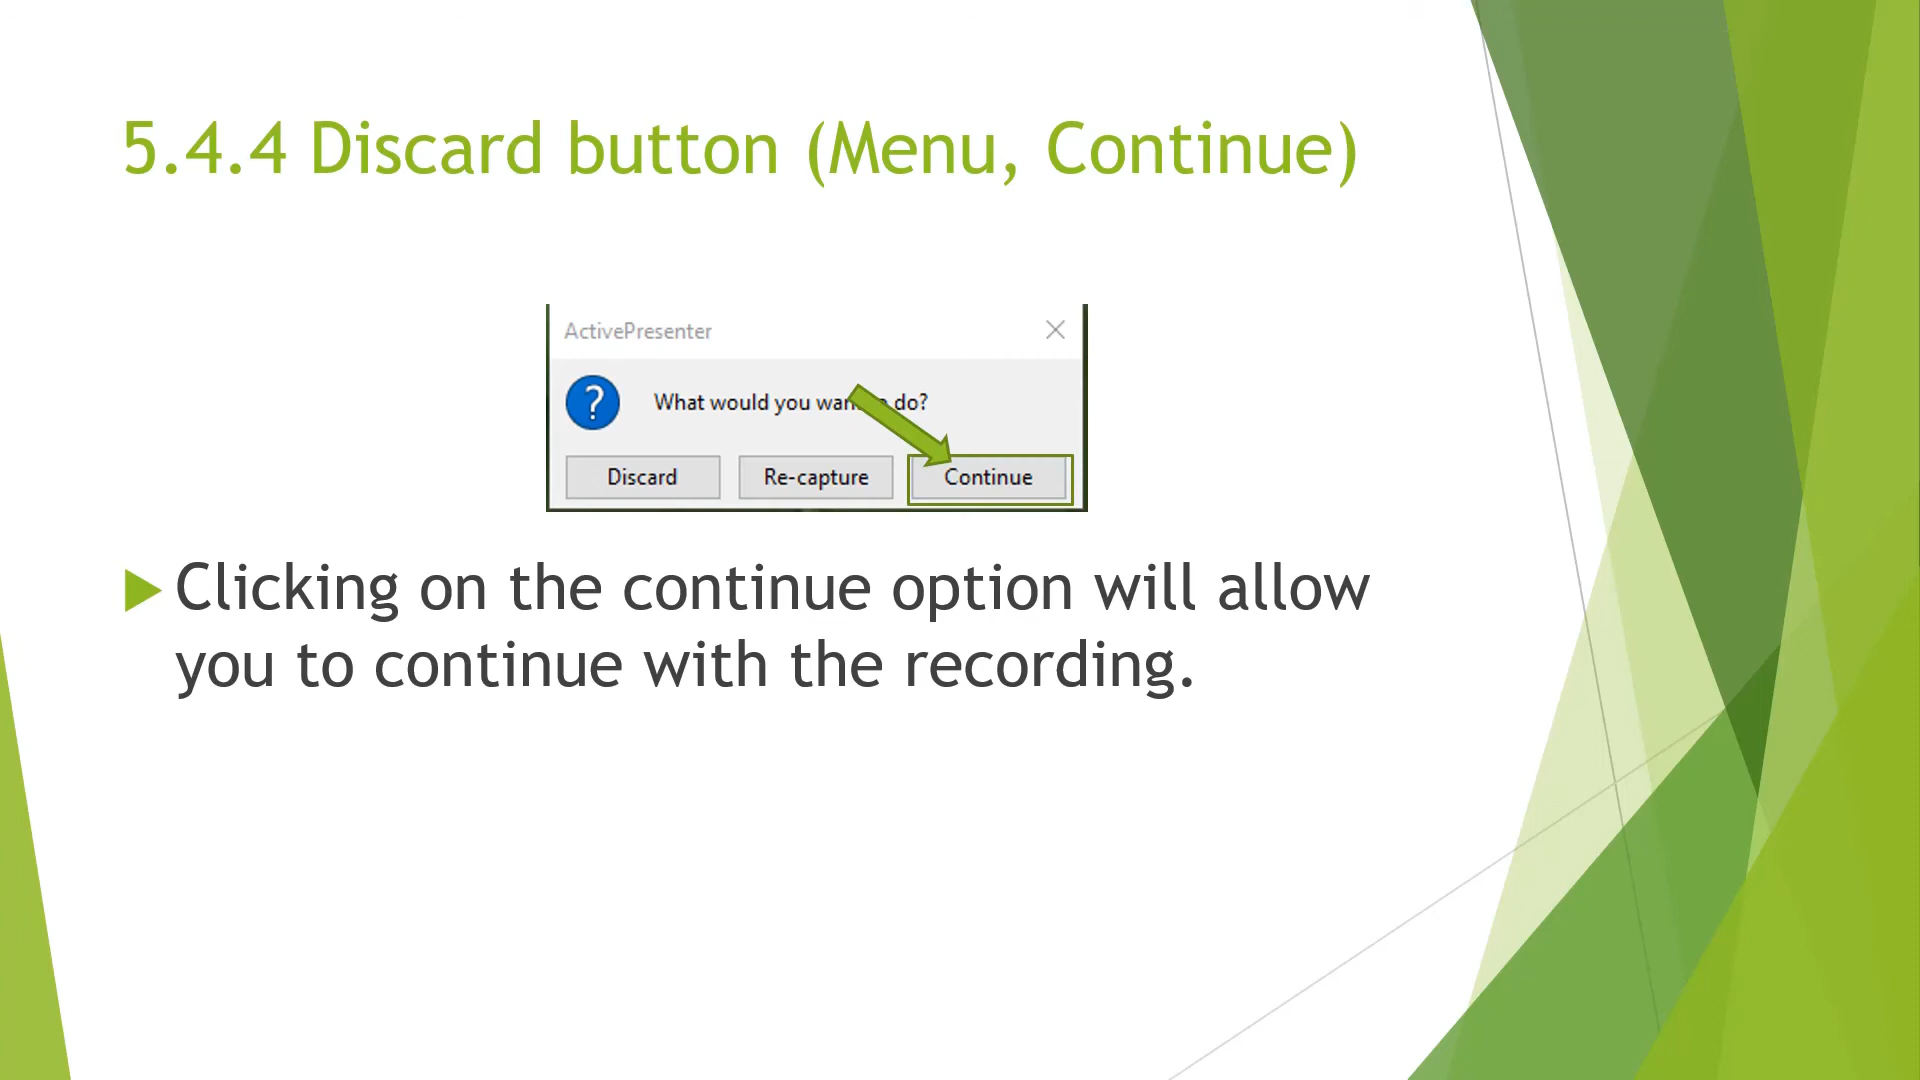 5.4.4 Discard button (Menu, Continue)
ActivePresenter
What would you want do?
Discard Re-capture Continue
Clicking on the continue option will allow
you to continue with the recording.